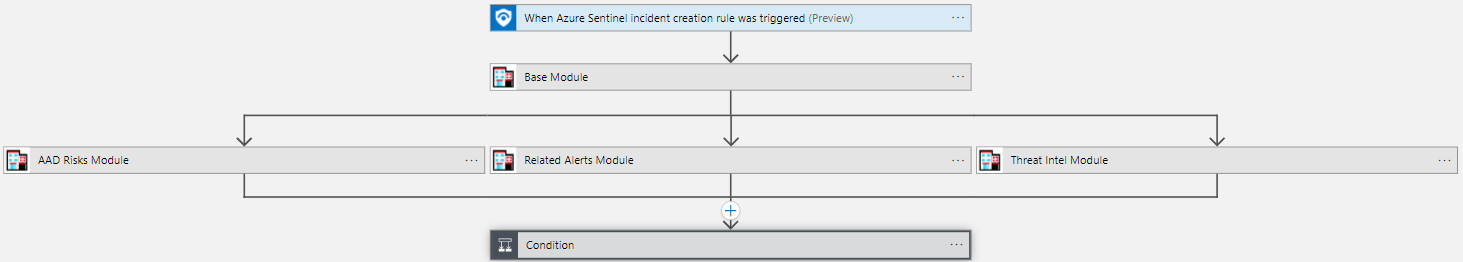 When Azure Sentinel incident creation rule was triggered (Preview)
Base Module
AAD Risks Module
Related Alerts Module
Threat Intel Module
Condition